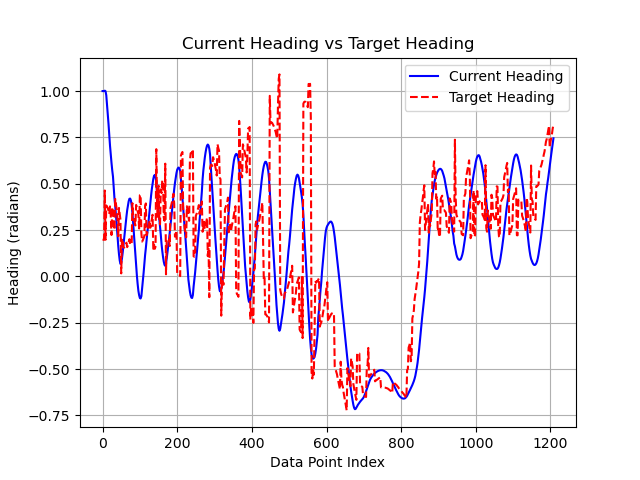 Current Heading vs Target Heading
Current Heading
Target Heading
Heading (radians)
1.00
0.75
0.50
0.25
0.00
−0.25
−0.50
−0.75
0 200 400 600 800 1000 1200
Data Point Index